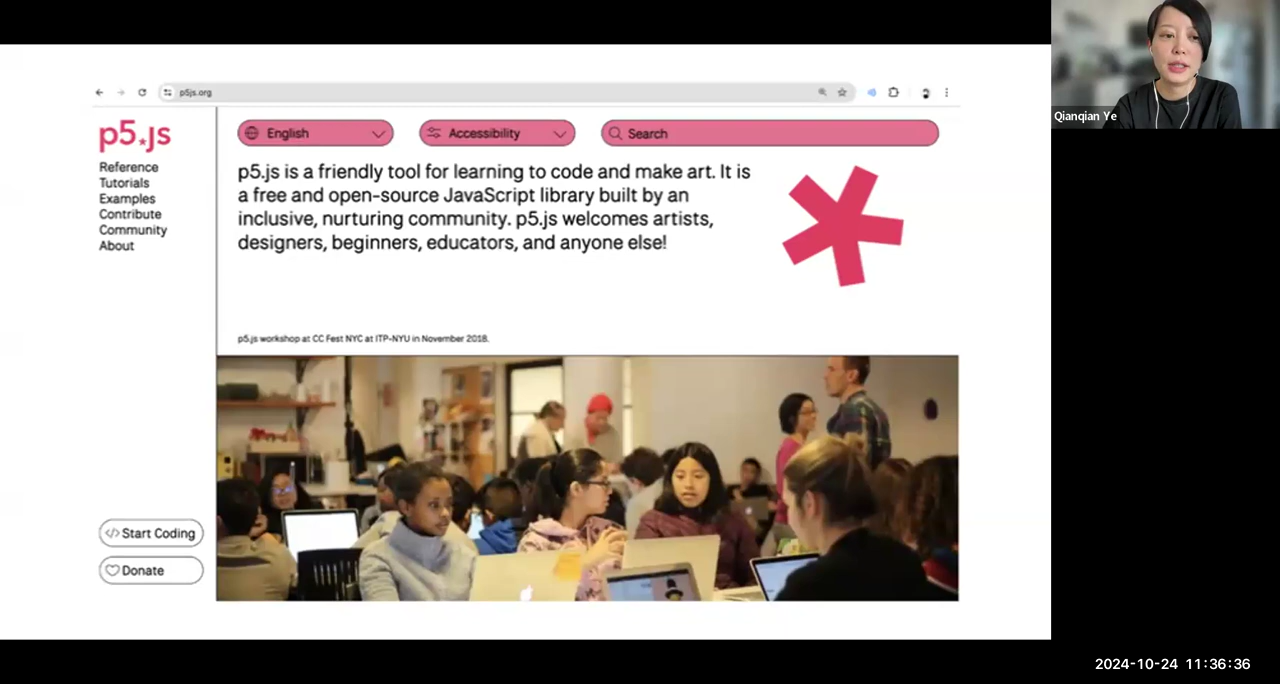 p5js.org
p5.js
English
Accessibility
Search
Reference
Tutorials
Examples
Contribute
Community
About
p5.js is a friendly tool for learning to code and make art. It is
a free and open-source JavaScript library built by an
inclusive, nurturing community. p5.js welcomes artists,
designers, beginners, educators, and anyone else!
p5.js workshop at CC Fest NYC at ITP-NYU in November 2018.
</> Start Coding
Donate
Qianqian Ye
2024-10-24 11:36:36